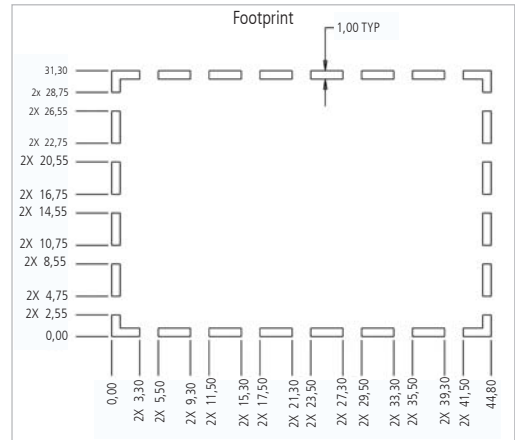 Footprint
1,00 TYP
31,30
2x 28,75
2X 26,55
2X 22,75
2X 20,55
2X 16,75
2X 14,55
2X 10,75
2X 8,55
2X 4,75
2X 2,55
0,00
0,00
2X 3,30
2X 5,50
2X 9,30
2X 11,50
2X 15,30
2X 17,50
2X 21,30
2X 23,50
2X 27,30
2X 29,50
2X 33,30
2X 35,50
2X 39,30
2X 41,50
44,80